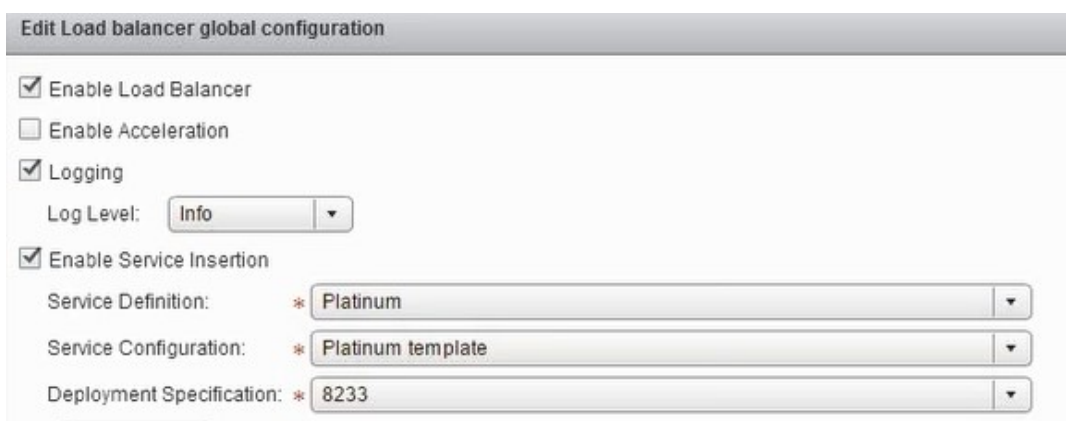 Edit Load balancer global configuration
Enable Load Balancer
Enable Acceleration
Logging
Log Level: Info
Enable Service Insertion
Service Definition: * Platinum
Service Configuration: * Platinum template
Deployment Specification: * 8233